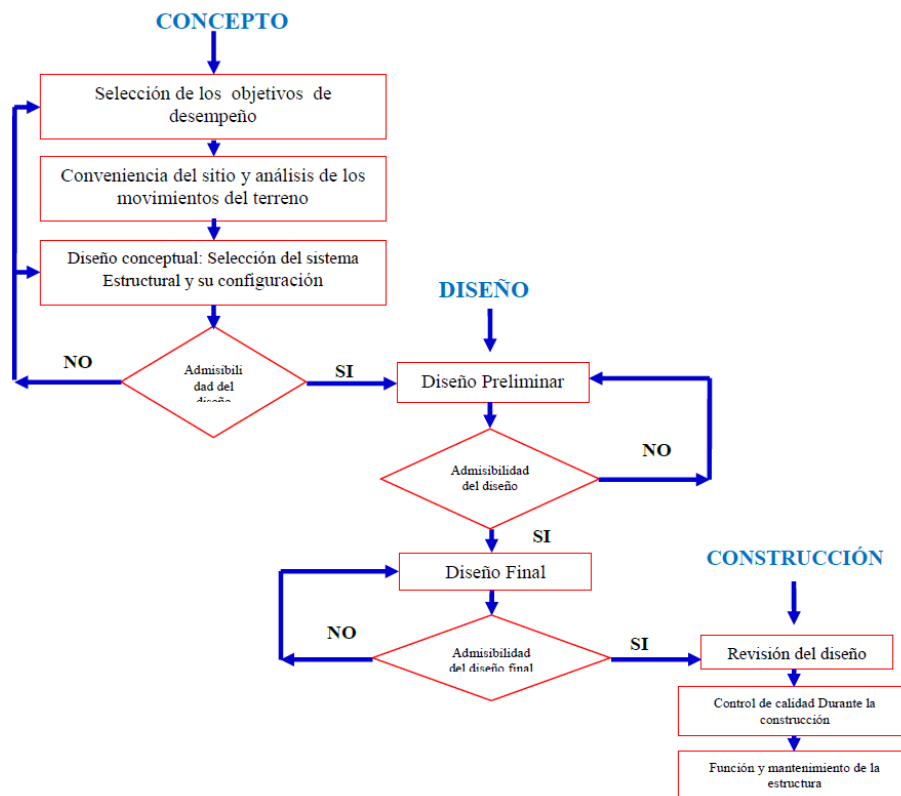 CONCEPTO
Selección de los objetivos de
desempeño
Conveniencia del sitio y análisis de los
movimientos del terreno
Diseño conceptual: Selección del sistema
Estructural y su configuración
Admisibili
dad del
diseño
NO
SI
DISEÑO
Diseño Preliminar
Admisibilidad
del diseño
NO
SI
Diseño Final
Admisibilidad
del diseño final
NO
SI
CONSTRUCCIÓN
Revisión del diseño
Control de calidad Durante la
construcción
Función y mantenimiento de la
estructura